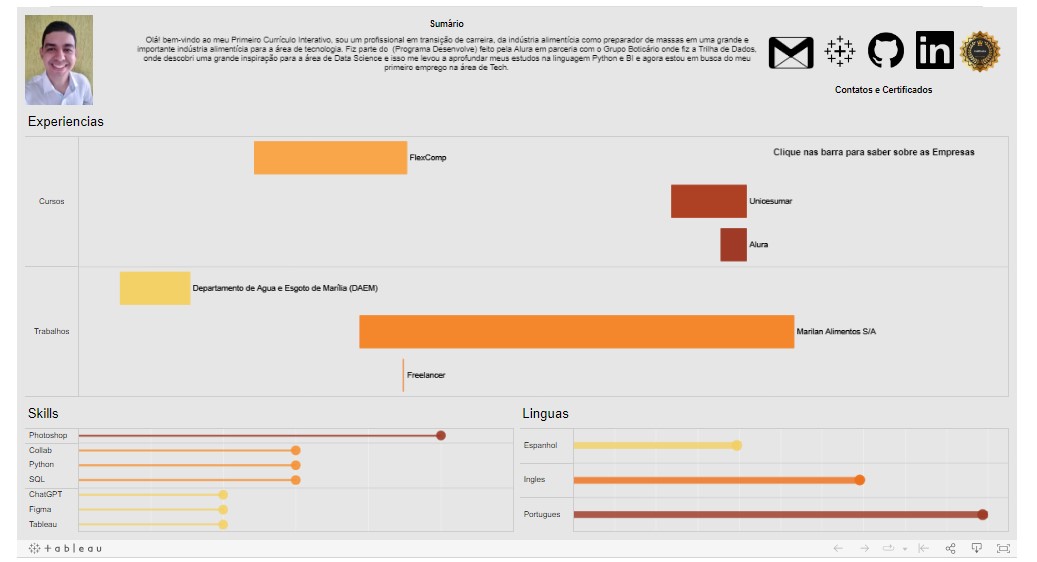 Sumário
Olá! bem-vindo ao meu Primeiro Currículo Interativo, sou um profissional em transição de carreira, da indústria alimentícia como preparador de massas em uma grande e
importante indústria alimentícia para a área de tecnologia. Fiz parte do (Programa Desenvolve) feito pela Alura em parceria com o Grupo Boticário onde fiz a Trilha de Dados,
onde descobri uma grande inspiração para a área de Data Science e isso me levou a aprofundar meus estudos na linguagem Python e BI e agora estou em busca do meu
primeiro emprego na área de Tech.
in
Contatos e Certificados
Experiencias
Clique nas barra para saber sobre as Empresas
Cursos
FlexComp
Unicesumar
Alura
Trabalhos
Departamento de Agua e Esgoto de Marília (DAEM)
Marilan Alimentos S/A
Freelancer
Skills
Photoshop
Collab
Python
SQL
ChatGPT
Figma
Tableau
Linguas
Espanhol
Ingles
Portugues
+ableau